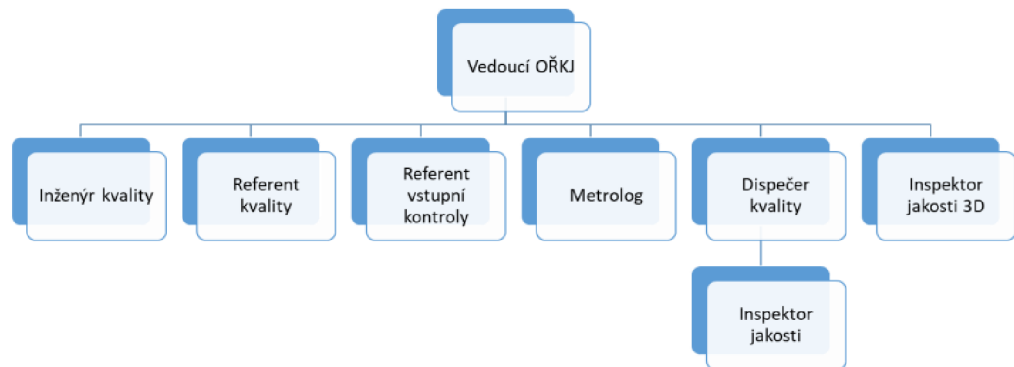 Vedoucí OŘKJ
Inženýr kvality
Referent
kvality
Referent
vstupní
kontroly
Metrolog
Dispečer
kvality
Inspektor
jakosti 3D
Inspektor
jakosti